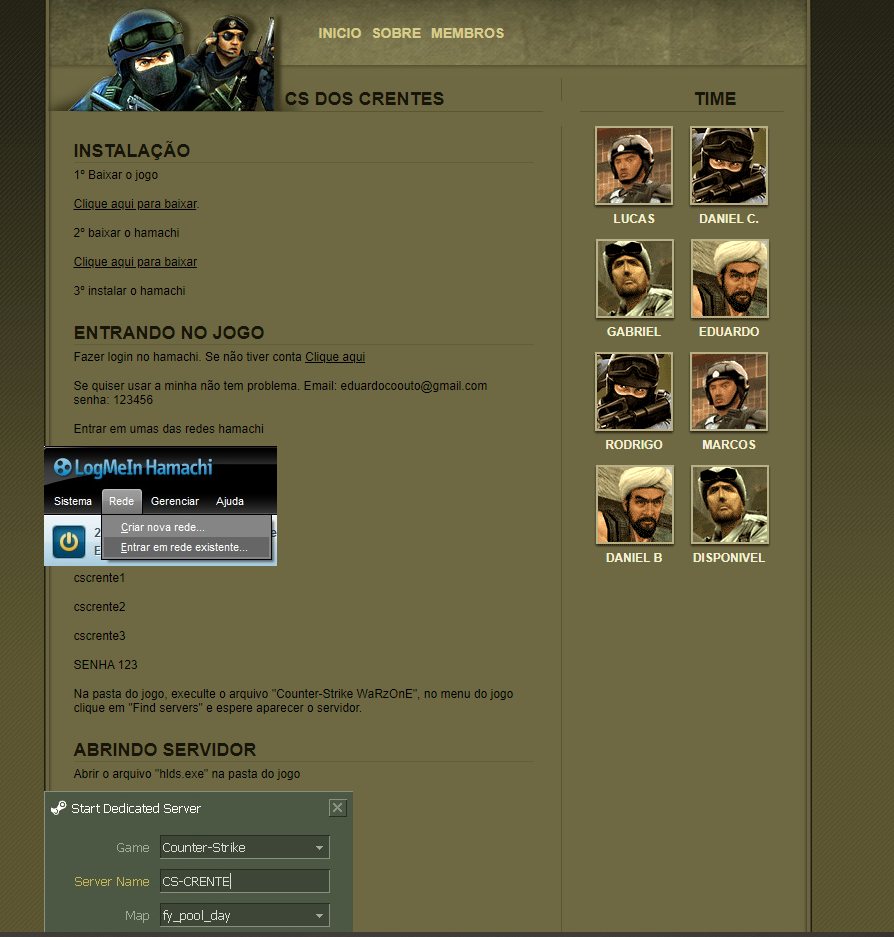 INICIO SOBRE MEMBROS
CS DOS CRENTES
INSTALAÇÃO
1º Baixar o jogo
Clique aqui para baixar.
2º baixar o hamachi
Clique aqui para baixar
3º instalar o hamachi
ENTRANDO NO JOGO
Fazer login no hamachi. Se não tiver conta Clique aqui
Se quiser usar a minha não tem problema. Email: eduardocoouto@gmail.com
senha: 123456
Entrar em umas das redes hamachi
LogMeIn Hamachi
Sistema Rede Gerenciar Ajuda
Criar nova rede...
Entrar em rede existente...
cscrente1
cscrente2
cscrente3
SENHA 123
Na pasta do jogo, execulte o arquivo "Counter-Strike WaRzOnE", no menu do jogo
clique em "Find servers" e espere aparecer o servidor.
ABRINDO SERVIDOR
Abrir o arquivo "hlds.exe" na pasta do jogo
Start Dedicated Server
Game Counter-Strike
Server Name CS-CRENTE
Map fy_pool_day
TIME
LUCAS DANIEL C.
GABRIEL EDUARDO
RODRIGO MARCOS
DANIEL B DISPONIVEL